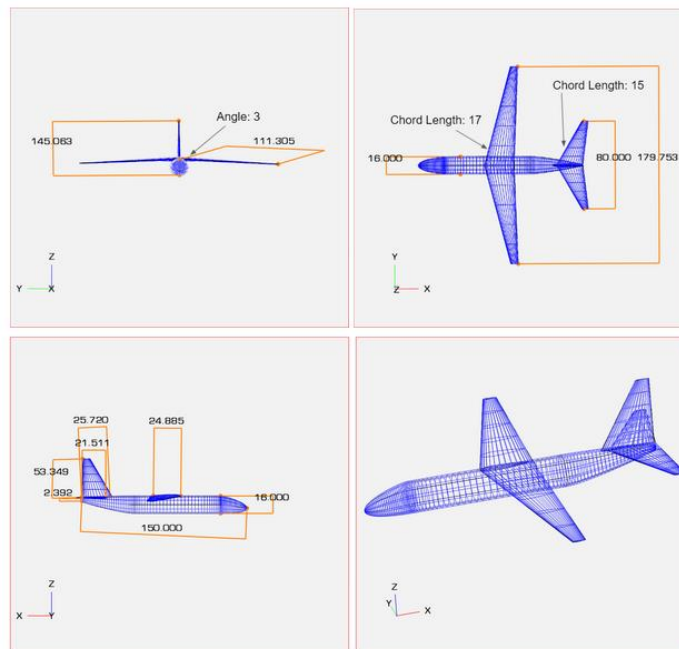 Angle: 3
145.063
111.305
Z
Y
X
Chord Length: 15
Chord Length: 17
16.000
80.000
179.753
Y
Z
X
25.720
24.885
21.511
53.349
2.392
16.000
150.000
Z
X
Y
Z
Y
X